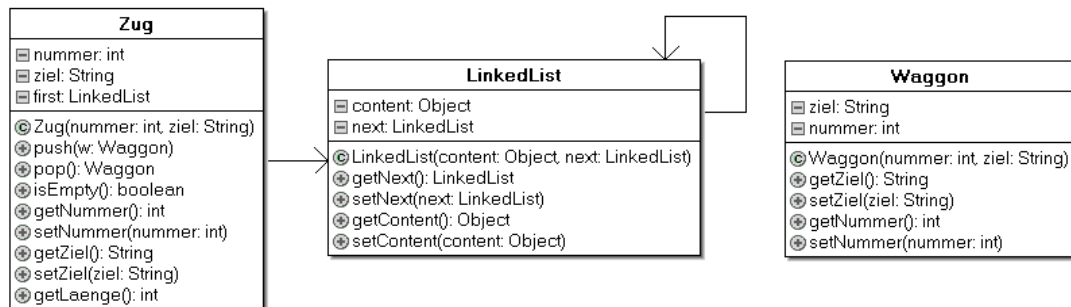 Zug
nummer: int
ziel: String
first: LinkedList
Zug(nummer: int, ziel: String)
push(w: Waggon)
pop(): Waggon
isEmpty(): boolean
getNummer(): int
setNummer(nummer: int)
getZiel(): String
setZiel(ziel: String)
getLaenge(): int
LinkedList
content: Object
next: LinkedList
LinkedList(content: Object, next: LinkedList)
getNext(): LinkedList
setNext(next: LinkedList)
getContent(): Object
setContent(content: Object)
Waggon
ziel: String
nummer: int
Waggon(nummer: int, ziel: String)
getZiel(): String
setZiel(ziel: String)
getNummer(): int
setNummer(nummer: int)